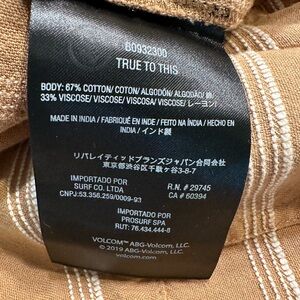 B0932300
TRUE TO THIS
BODY: 67% COTTON/ COTON/ ALGODÓN/ ALGODÃO/ 綿/
33% VISCOSE/ VISCOSE/ VISCOSA/ VISCOSE/ レーヨン/
MADE IN INDIA / FABRIQUÉ EN INDE / FEITO NA ÍNDIA / HECHO EN
INDIA / インド製
リバレイティッドブランズジャパン合同会社
東京都渋谷区千駄ヶ谷3-8-7
IMPORTADO POR
SURF CO. LTDA
CNPJ:53.356.259/0009-93
R.N. # 29745
CA # 60394
IMPORTADO POR
PROSURF SPA
RUT: 76.434.444-8
VOLCOM™ ABG-Volcom, LLC.
© 2019 ABG-Volcom, LLC.
volcom.com